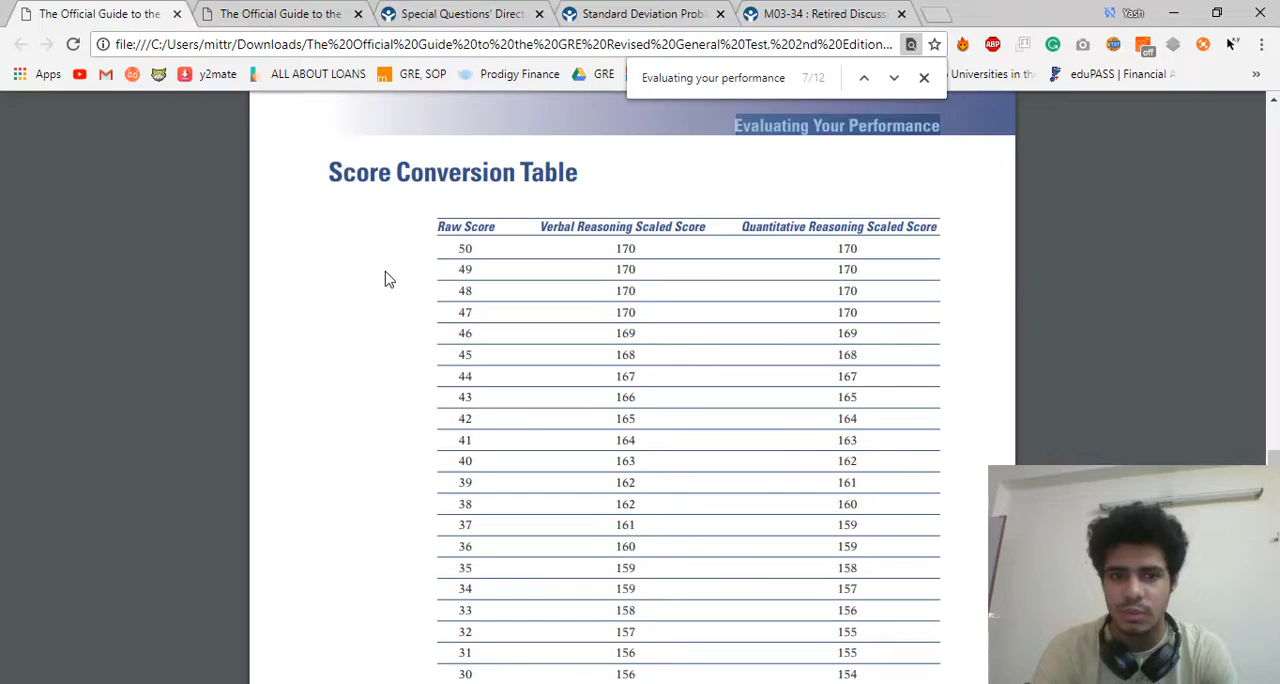 The Official Guide to the
The Official Guide to the
Special Questions' Direct
Standard Deviation Prob
M03-34 : Retired Discuss
Yash
file:///C:/Users/mittr/Downloads/The%20Official%20Guide%20to%20the%20GRE%20Revised%20General%20Test,%202nd%20Edition...
ABP
off
Apps
y2mate
ALL ABOUT LOANS
GRE, SOP
Prodigy Finance
GRE
Universities in th
eduPASS | Financial A
Evaluating your performance 7/12
Evaluating Your Performance
Score Conversion Table
Raw Score Verbal Reasoning Scaled Score Quantitative Reasoning Scaled Score
50 170 170
49 170 170
48 170 170
47 170 170
46 169 169
45 168 168
44 167 167
43 166 165
42 165 164
41 164 163
40 163 162
39 162 161
38 162 160
37 161 159
36 160 159
35 159 158
34 159 157
33 158 156
32 157 155
31 156 155
30 156 154